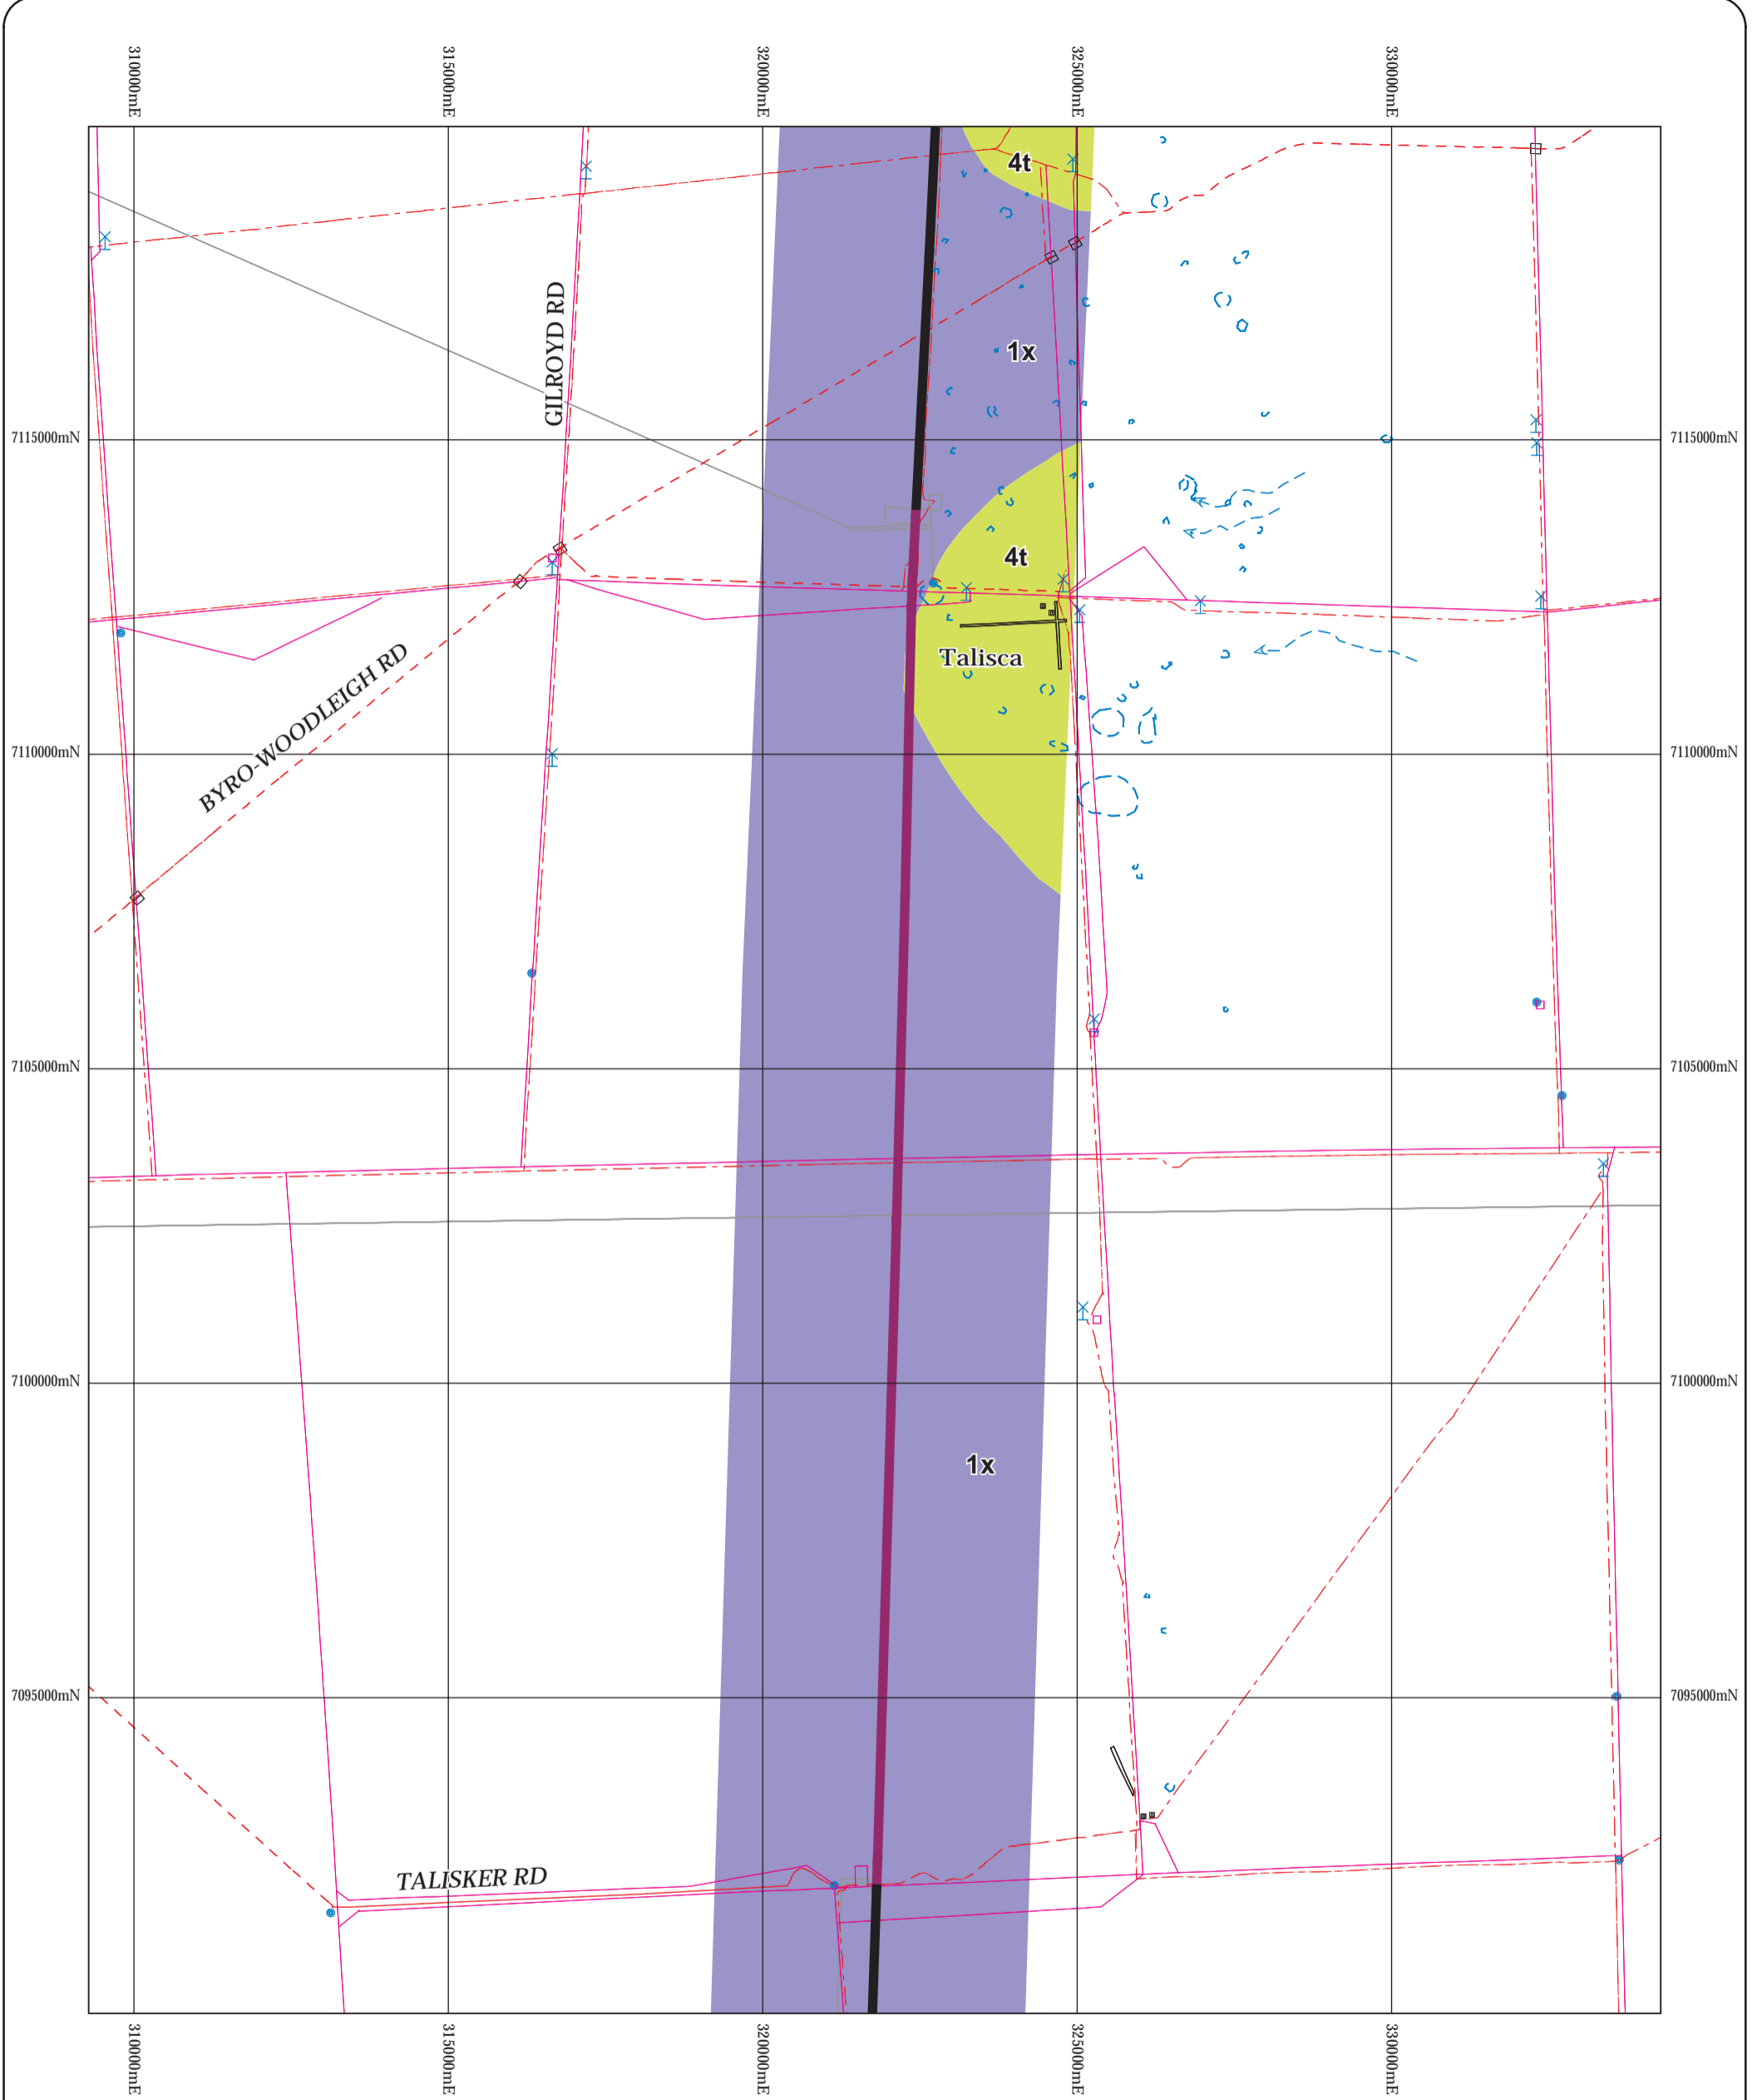 310000mE
315000mE
320000mE
325000mE
330000mE
4t
GILROYD RD
1x
7115000mN
7115000mN
4t
Talisca
BYRO-WOODLEIGH RD
7110000mN
7110000mN
7105000mN
7105000mN
7100000mN
7100000mN
1x
7095000mN
7095000mN
TALISKER RD
310000mE
315000mE
320000mE
325000mE
330000mE